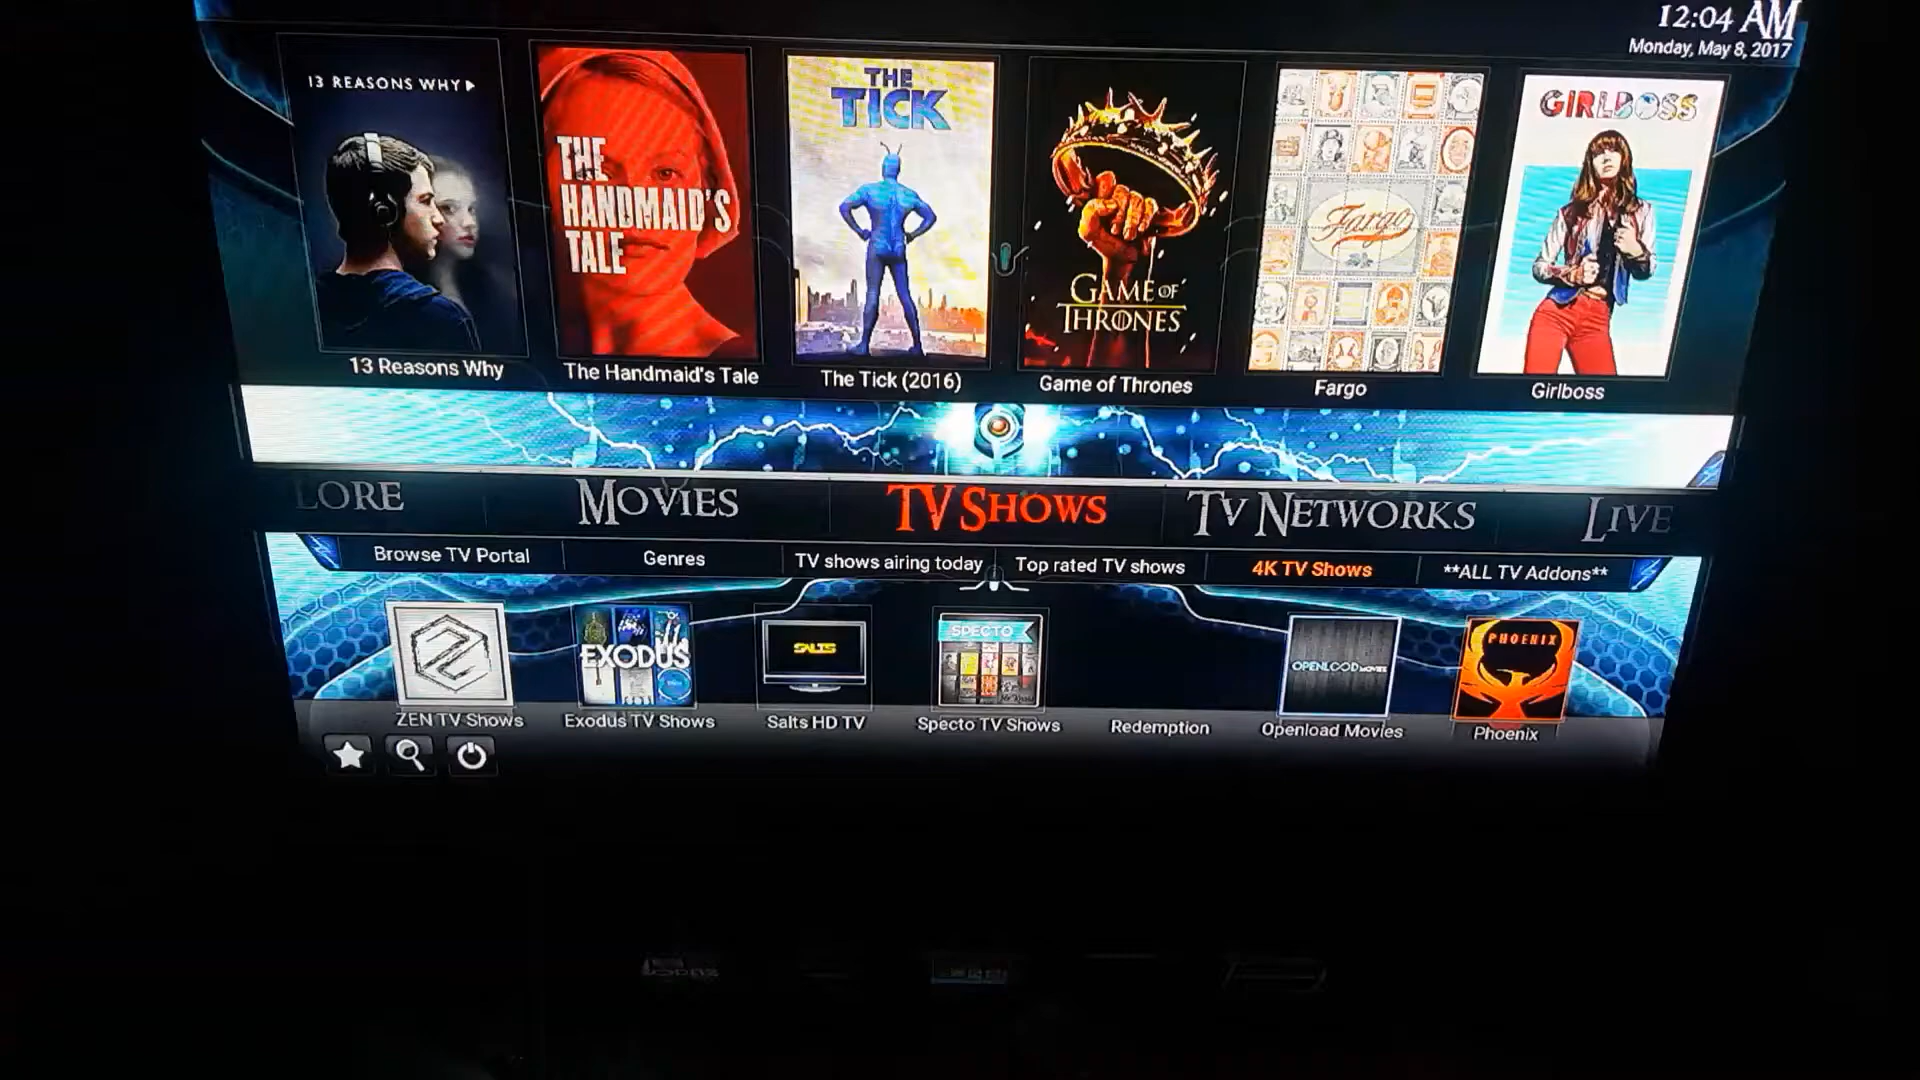 12:04 AM
Monday, May 8, 2017
13 REASONS WHY
THE HANDMAID'S TALE
THE TICK
GAME OF THRONES
Fargo
GIRLBOSS
13 Reasons Why
The Handmaid's Tale
The Tick (2016)
Game of Thrones
Fargo
Girlboss
LORE
MOVIES
TV SHOWS
TV NETWORKS
LIVE
Browse TV Portal
Genres
TV shows airing today
Top rated TV shows
4K TV Shows
**ALL TV Addons**
EXODUS
SALTS
SPECTO
OPENLOOD MOVIES
PHOENIX
ZEN TV Shows
Exodus TV Shows
Salts HD TV
Specto TV Shows
Redemption
Openload Movies
Phoenix